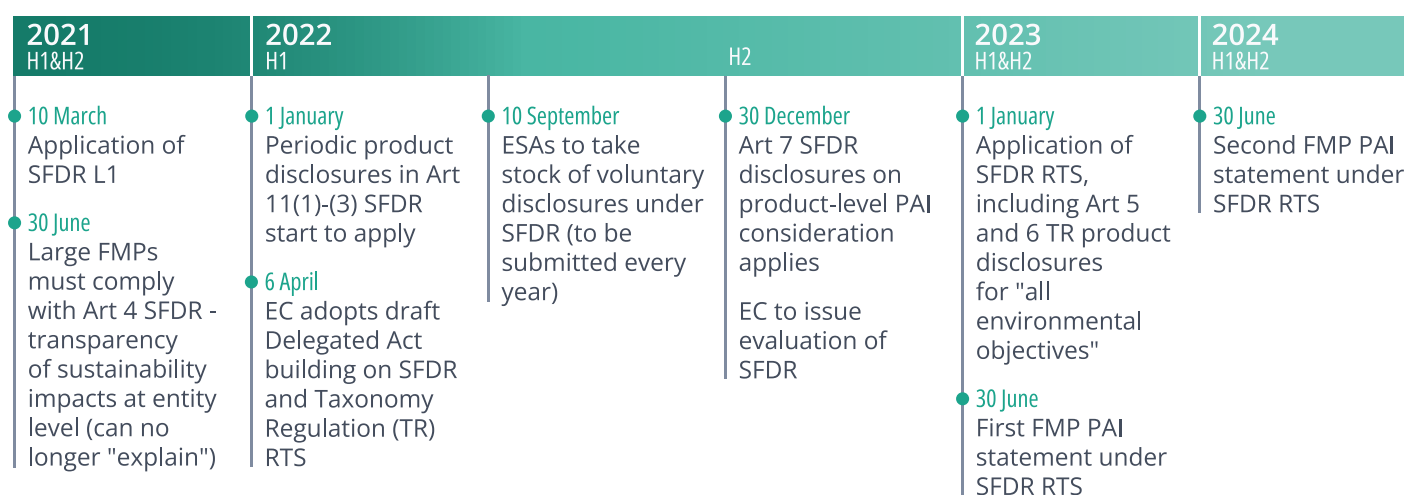 2021
H1&H2
2022
H1
H2
2023
H1&H2
2024
H1&H2
10 March
Application of
SFDR L1
30 June
Large FMPs
must comply
with Art 4 SFDR -
transparency
of sustainability
impacts at entity
level (can no
longer "explain")
1 January
Periodic product
disclosures in Art
11(1)-(3) SFDR
start to apply
6 April
EC adopts draft
Delegated Act
building on SFDR
and Taxonomy
Regulation (TR)
RTS
10 September
ESAs to take
stock of voluntary
disclosures under
SFDR (to be
submitted every
year)
30 December
Art 7 SFDR
disclosures on
product-level PAI
consideration
applies
EC to issue
evaluation of
SFDR
1 January
Application of
SFDR RTS,
including Art 5
and 6 TR product
disclosures
for "all
environmental
objectives"
30 June
First FMP PAI
statement under
SFDR RTS
30 June
Second FMP PAI
statement under
SFDR RTS